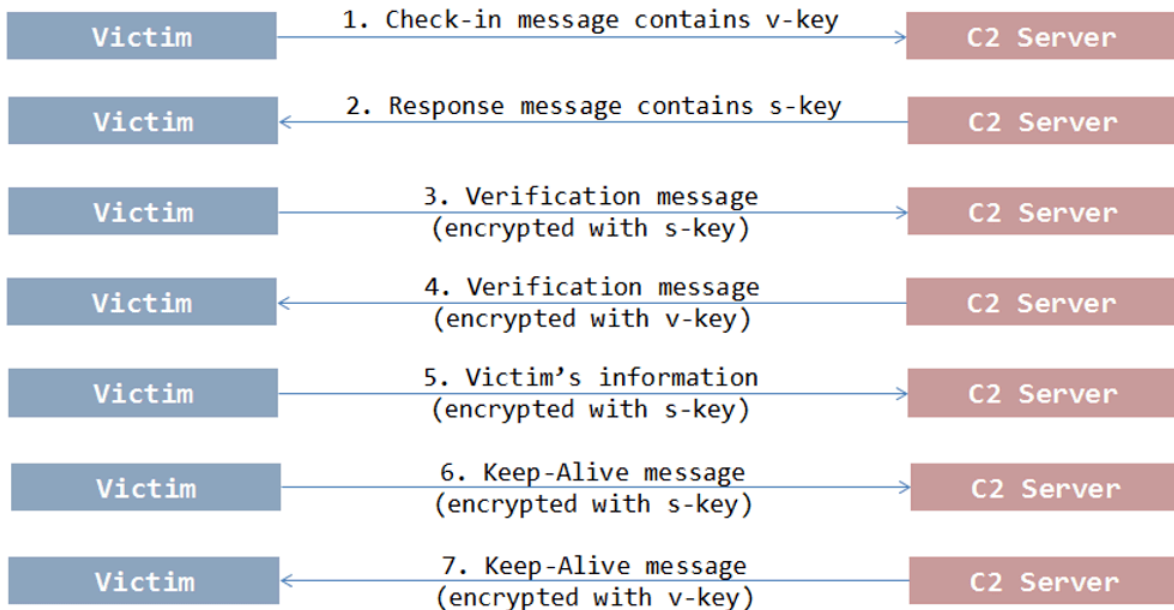 1. Check-in message contains v-key
Victim
C2 Server
2. Response message contains s-key
Victim
C2 Server
3. Verification message
Victim
C2 Server
(encrypted with s-key)
4. Verification message
Victim
C2 Server
(encrypted with v-key)
5. Victim’s information
Victim
C2 Server
(encrypted with s-key)
6. Keep-Alive message
Victim
C2 Server
(encrypted with s-key)
7. Keep-Alive message
Victim
C2 Server
(encrypted with v-key)